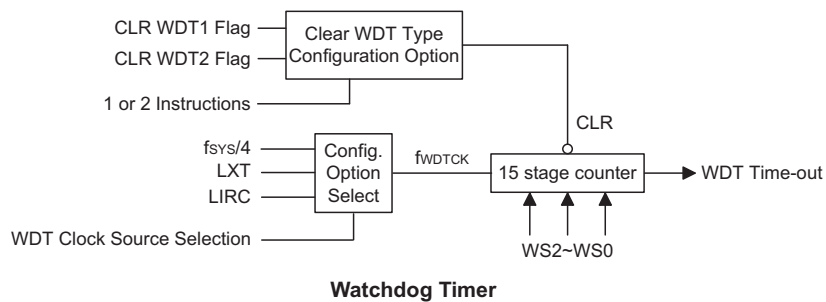 CLR WDT1 Flag
CLR WDT2 Flag
1 or 2 Instructions
Clear WDT Type
Configuration Option
CLR
fSYS/4
LXT
LIRC
WDT Clock Source Selection
Config.
Option
Select
fWDTCK
15 stage counter
WDT Time-out
WS2~WS0
Watchdog Timer